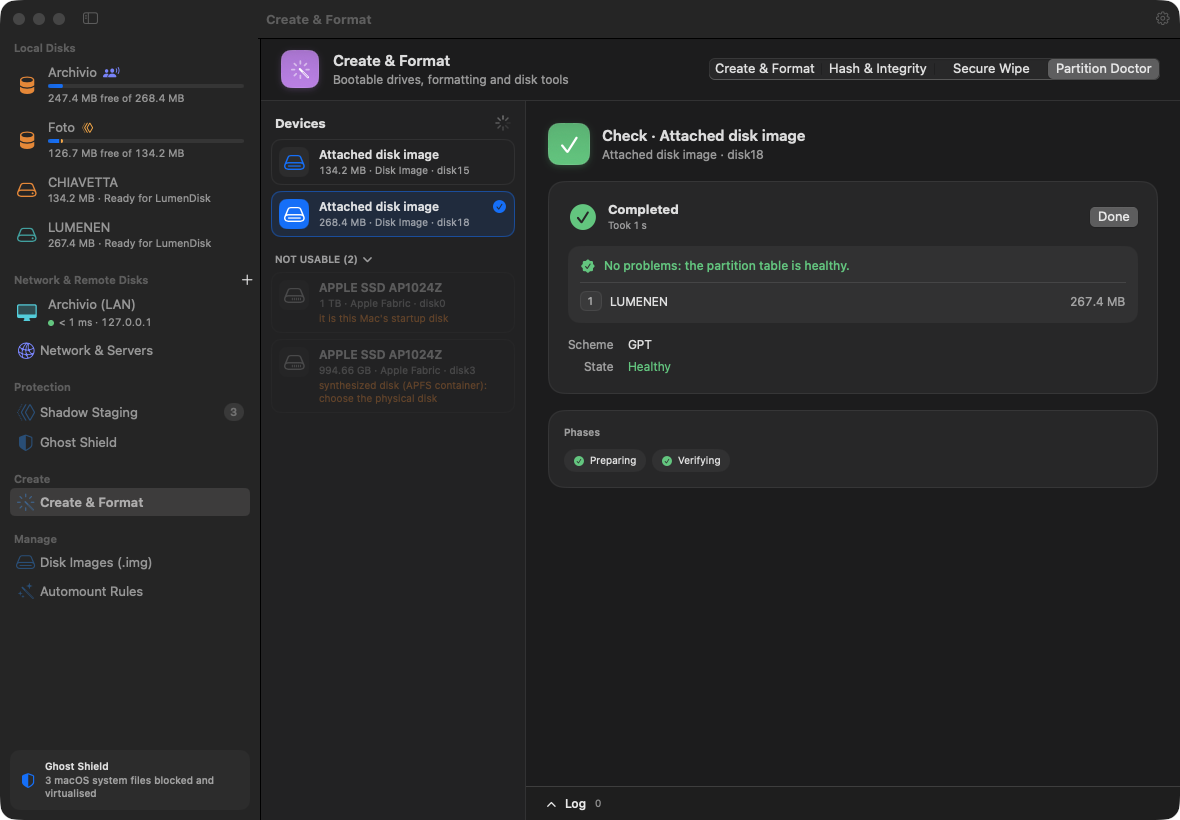 Create & Format
Local Disks
Archivio
247.4 MB free of 268.4 MB
Foto
126.7 MB free of 134.2 MB
CHIAVETTA
134.2 MB · Ready for LumenDisk
LUMENEN
267.4 MB · Ready for LumenDisk
Network & Remote Disks
Archivio (LAN)
< 1 ms · 127.0.0.1
Network & Servers
Protection
Shadow Staging 3
Ghost Shield
Create
Create & Format
Manage
Disk Images (.img)
Automount Rules
Ghost Shield
3 macOS system files blocked and
virtualised
Create & Format
Bootable drives, formatting and disk tools
Create & Format Hash & Integrity Secure Wipe Partition Doctor
Devices
Attached disk image
134.2 MB · Disk Image · disk15
Attached disk image
268.4 MB · Disk Image · disk18
NOT USABLE (2)
APPLE SSD AP1024Z
1 TB · Apple Fabric · disk0
it is this Mac's startup disk
APPLE SSD AP1024Z
994.66 GB · Apple Fabric · disk3
synthesized disk (APFS container):
choose the physical disk
Check · Attached disk image
Attached disk image · disk18
Completed
Took 1 s
Done
No problems: the partition table is healthy.
1 LUMENEN 267.4 MB
Scheme GPT
State Healthy
Phases
Preparing Verifying
Log 0